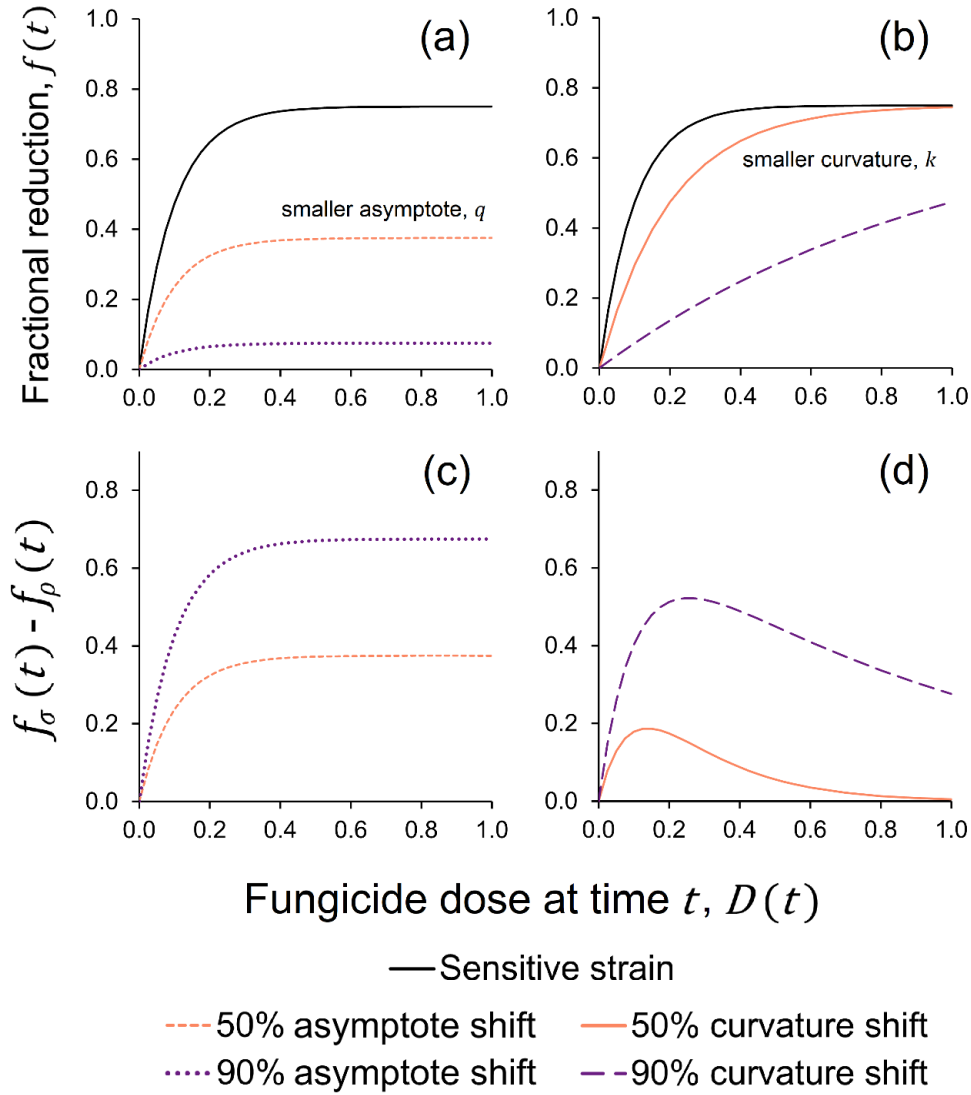 Fractional reduction, f (t)
(a)
1.0
0.8
0.6
0.4
0.2
0.0
smaller asymptote, q
0.0 0.2 0.4 0.6 0.8 1.0
(b)
1.0
0.8
0.6
0.4
0.2
0.0
smaller curvature, k
0.0 0.2 0.4 0.6 0.8 1.0
fσ(t) - fρ(t)
(c)
0.8
0.6
0.4
0.2
0.0
0.0 0.2 0.4 0.6 0.8 1.0
(d)
0.8
0.6
0.4
0.2
0.0
0.0 0.2 0.4 0.6 0.8 1.0
Fungicide dose at time t, D(t)
Sensitive strain
50% asymptote shift
50% curvature shift
90% asymptote shift
90% curvature shift